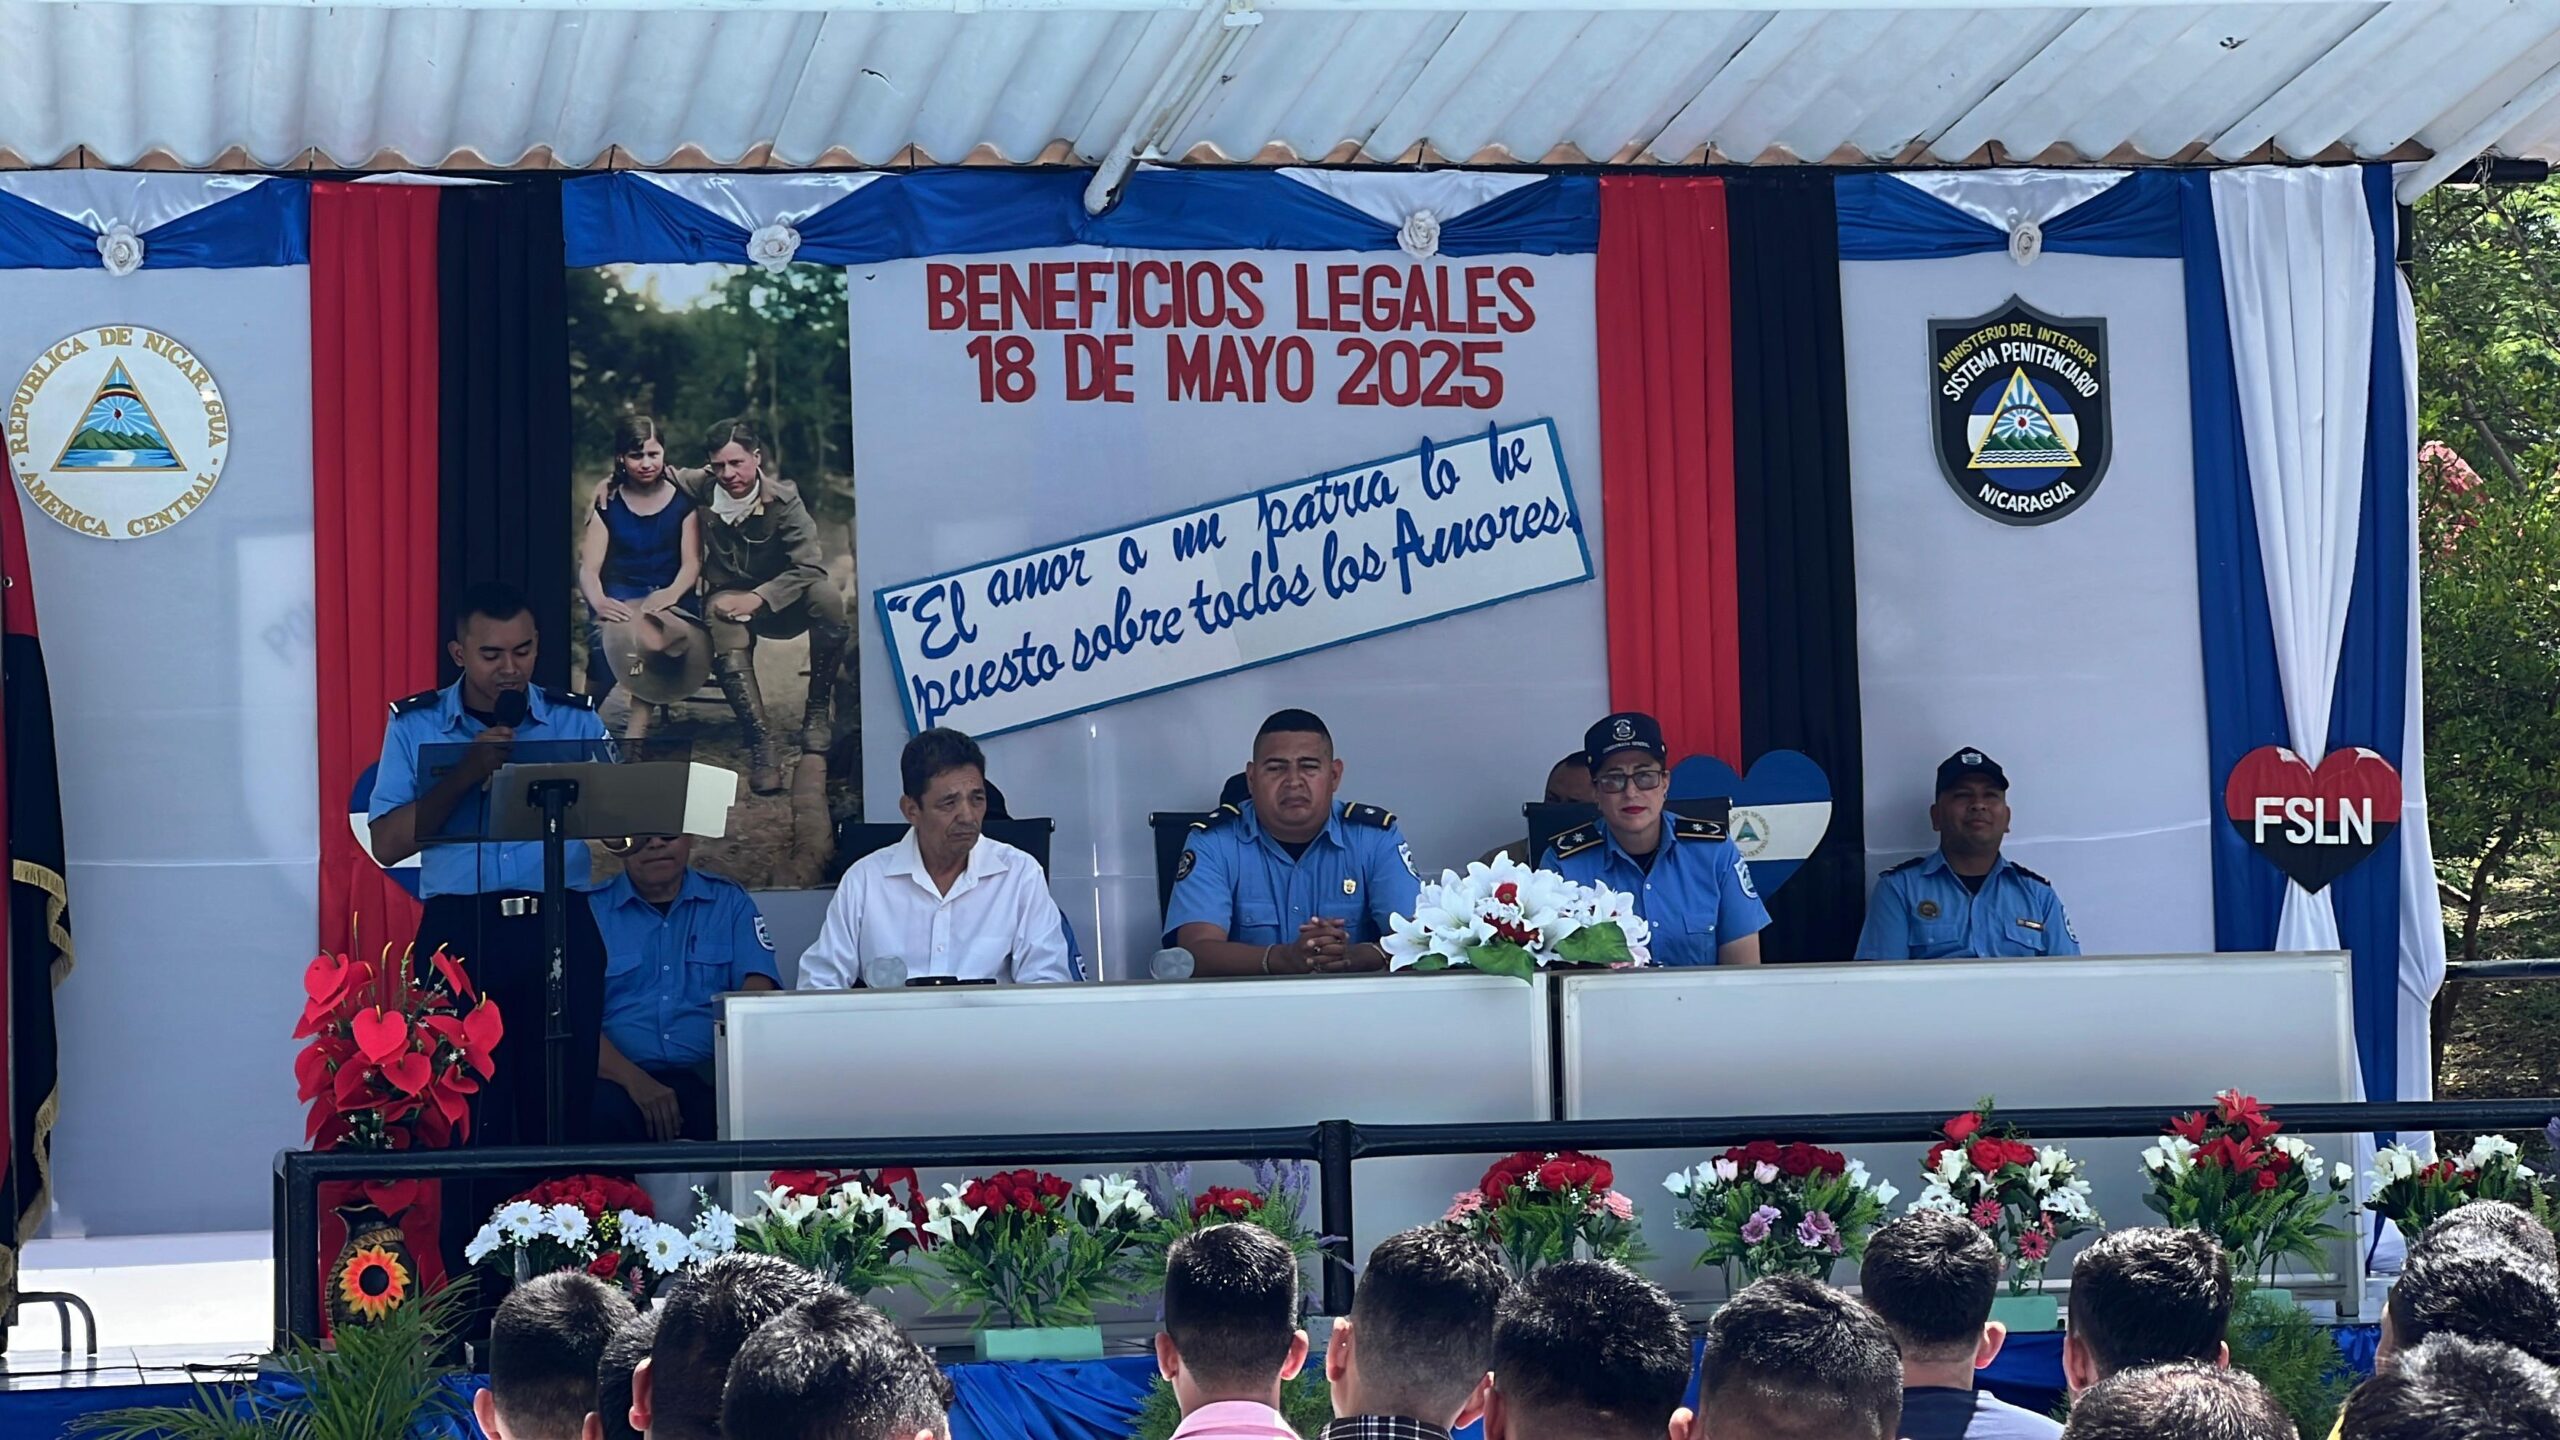 BENEFICIOS LEGALES
18 DE MAYO 2025
"El amor a mi patria lo he
puesto sobre todos los Amores.
REPUBLICA DE NICARAGUA
- AMERICA CENTRAL -
MINISTERIO DEL INTERIOR
SISTEMA PENITENCIARIO
NICARAGUA
FSLN